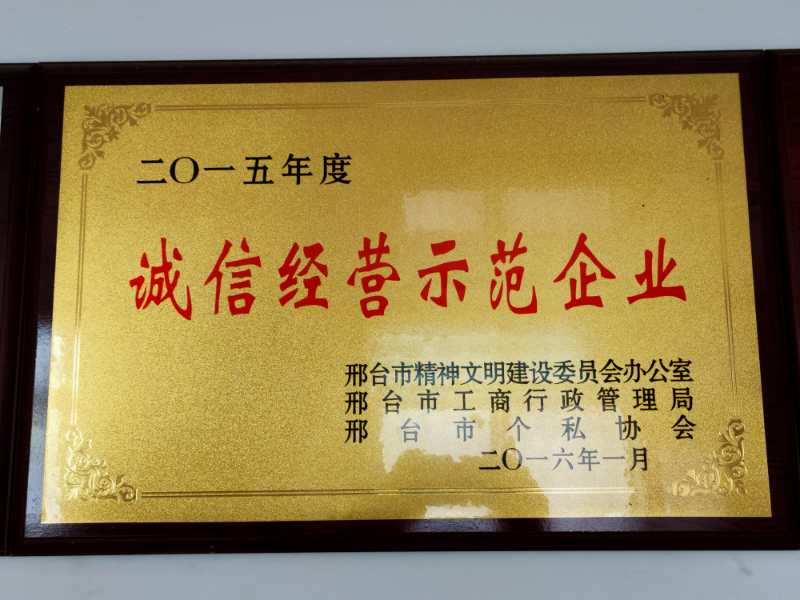 二〇一五年度
诚信经营示范企业
邢台市精神文明建设委员会办公室
邢台市工商行政管理局
邢台市个私协会
二〇一六年一月